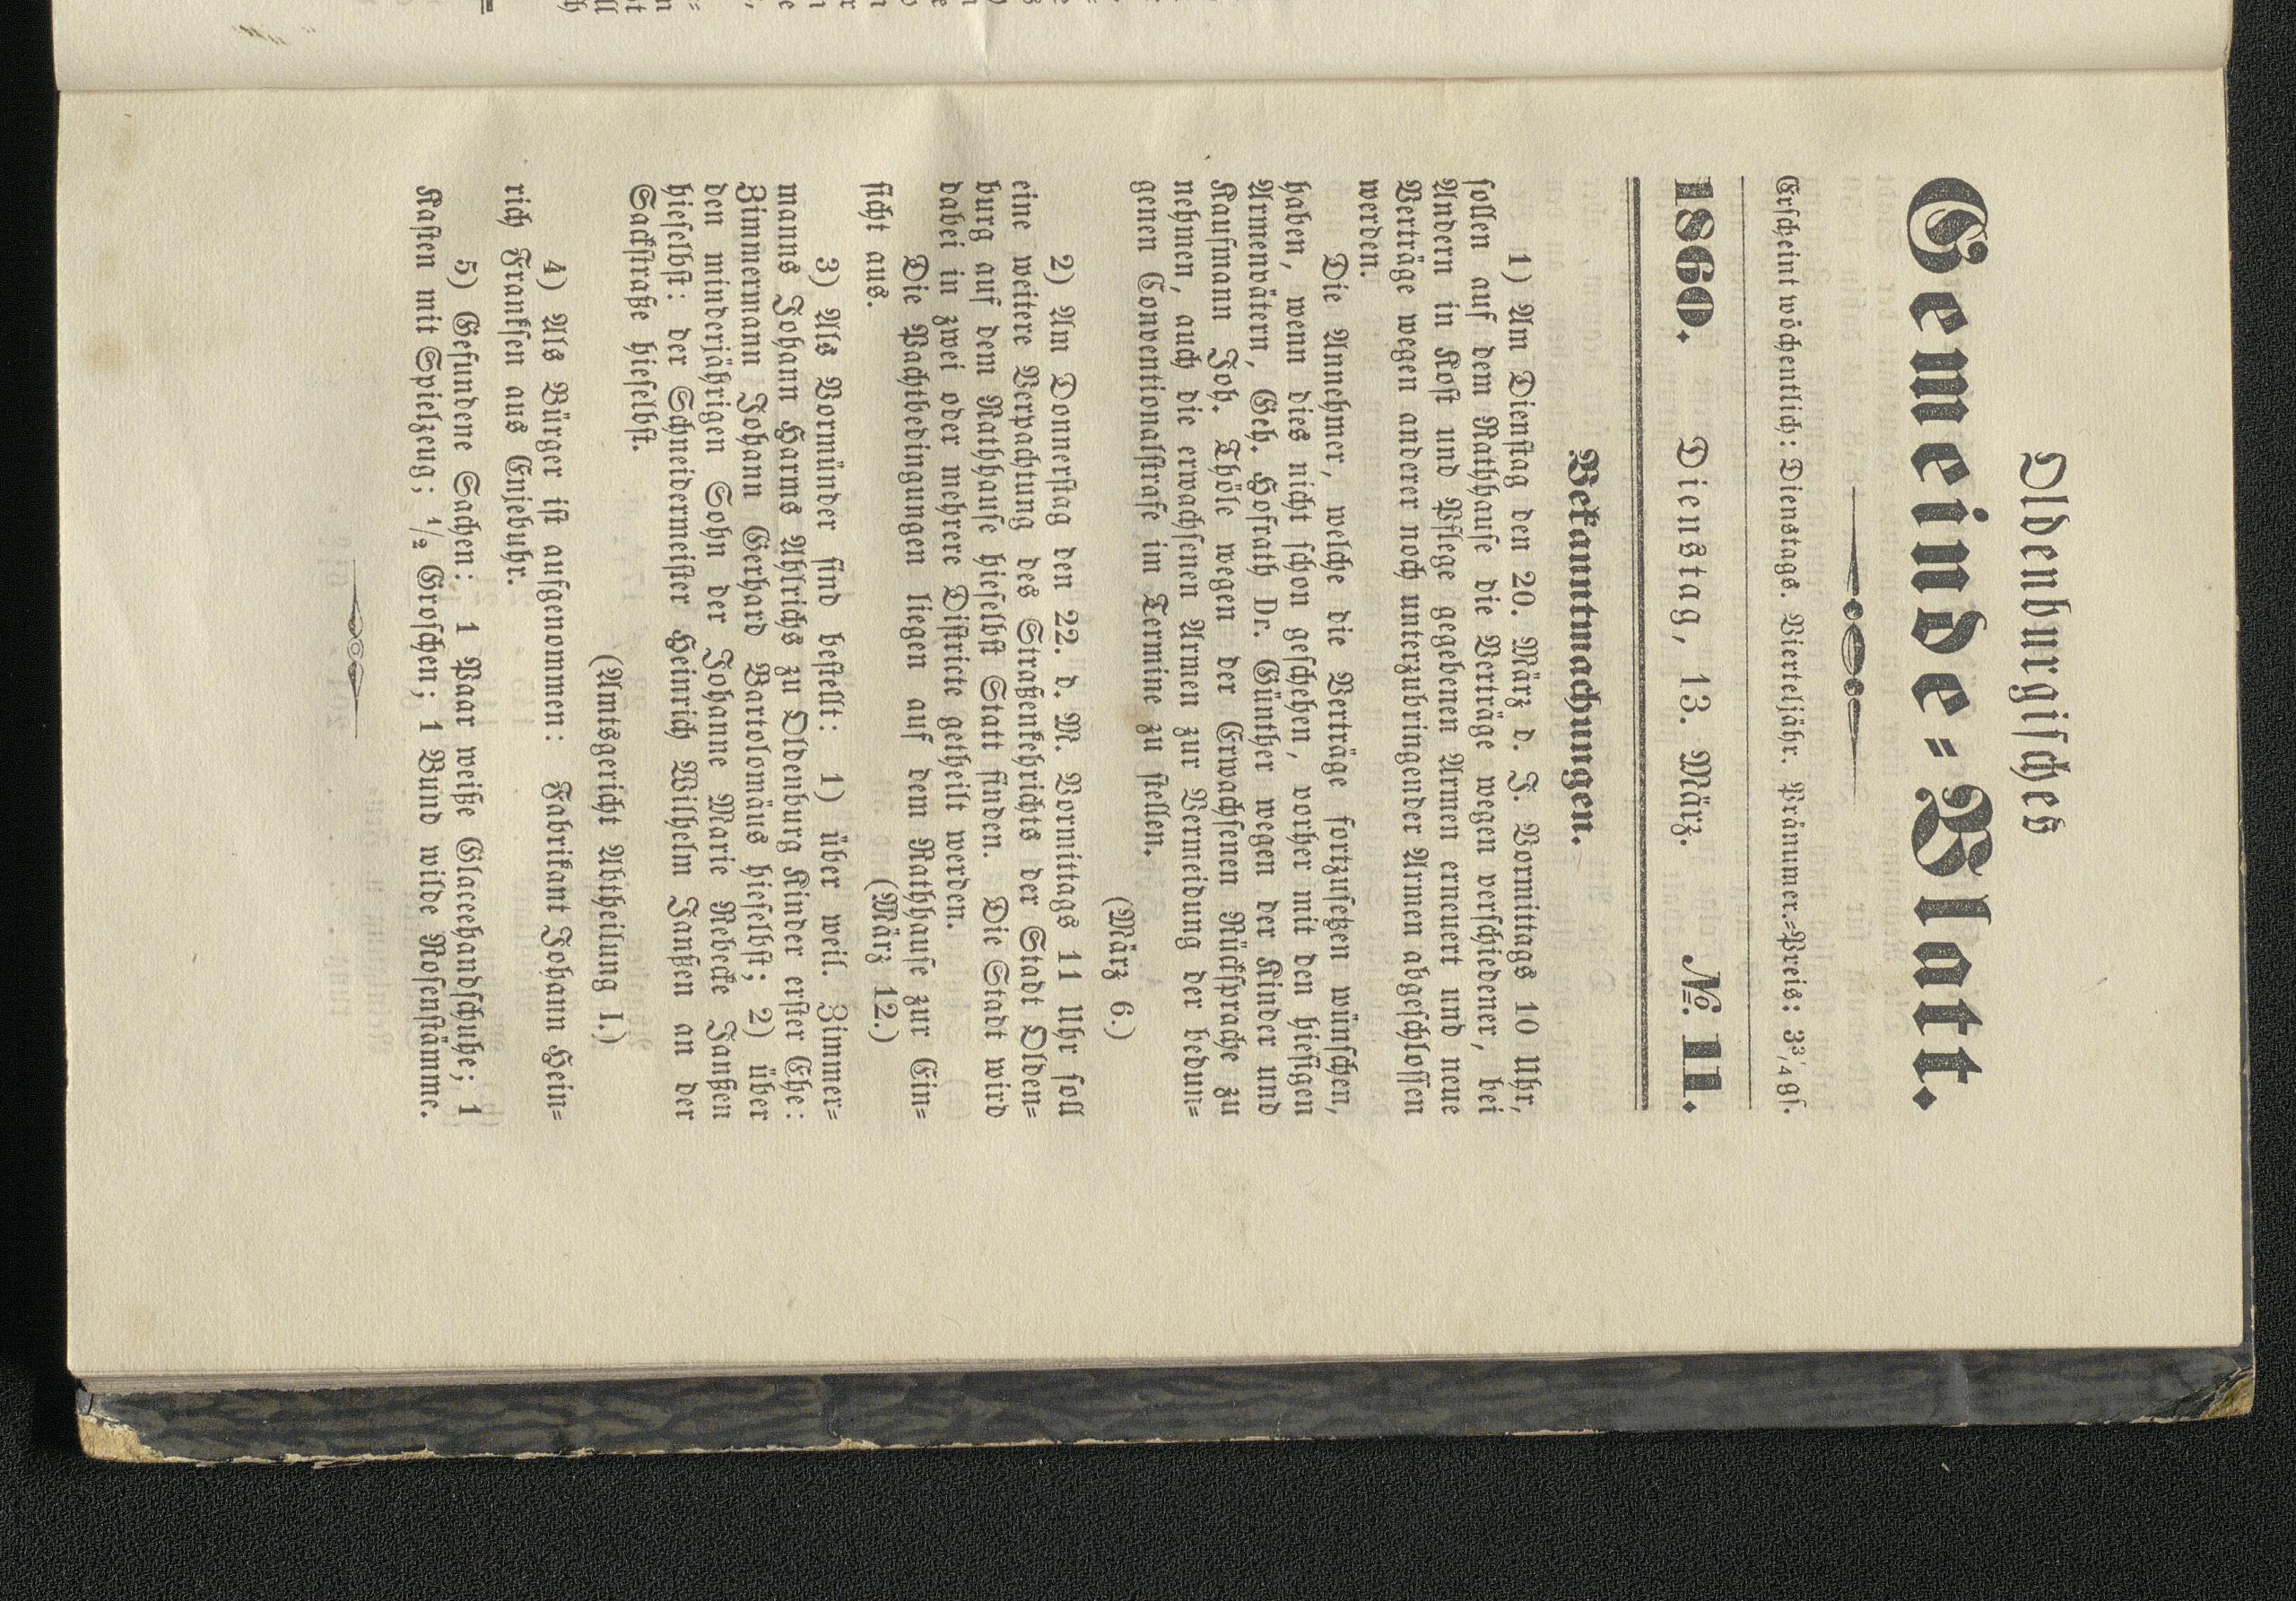 Oldenburgisches
Gemeinde=Blatt.
Erscheint wöchentlich: Dienstags. Vierteljähr. Pränumer.=Preis: 3¾ gs.
1860. Dienstag, 13. März. №. 11.
Bekanntmachungen.
1) Am Dienstag den 20. März d. J. Vormittags 10 Uhr,
sollen auf dem Rathhause die Verträge wegen verschiedener, bei
Andern in Kost und Pflege gegebenen Armen erneuert und neue
Verträge wegen anderer noch unterzubringender Armen abgeschlossen
werden.
Die Annehmer, welche die Verträge fortzusetzen wünschen,
haben, wenn dies nicht schon geschehen, vorher mit den hiesigen
Armenvätern, Geh. Hofrath Dr. Günther wegen der Kinder und
Kaufmann Joh. Thöle wegen der Erwachsenen Rücksprache zu
nehmen, auch die erwachsenen Armen zur Vermeidung der bedun=
genen Conventionalstrafe im Termine zu stellen.
(März 6.)
2) Am Donnerstag den 22. d. M. Vormittags 11 Uhr soll
eine weitere Verpachtung des Straßenkehrichts der Stadt Olden=
burg auf dem Rathhause hieselbst Statt finden. Die Stadt wird
dabei in zwei oder mehrere Districte getheilt werden.
Die Pachtbedingungen liegen auf dem Rathhause zur Ein=
sicht aus. (März 12.)
3) Als Vormünder sind bestellt: 1) über weil. Zimmer=
manns Johann Harms Ahlrichs zu Oldenburg Kinder erster Ehe:
Zimmermann Johann Gerhard Bartolomäus hieselbst; 2) über
den minderjährigen Sohn der Johanne Marie Rebecke Janßen
hieselbst: der Schneidermeister Heinrich Wilhelm Janßen an der
Sackstraße hieselbst.
(Amtsgericht Abtheilung I.)
4) Als Bürger ist aufgenommen: Fabrikant Johann Hein=
rich Franksen aus Enjebuhr.
5) Gefundene Sachen: 1 Paar weiße Glaceehandschuhe; 1
Kasten mit Spielzeug; ½ Groschen; 1 Bund wilde Rosenstämme.